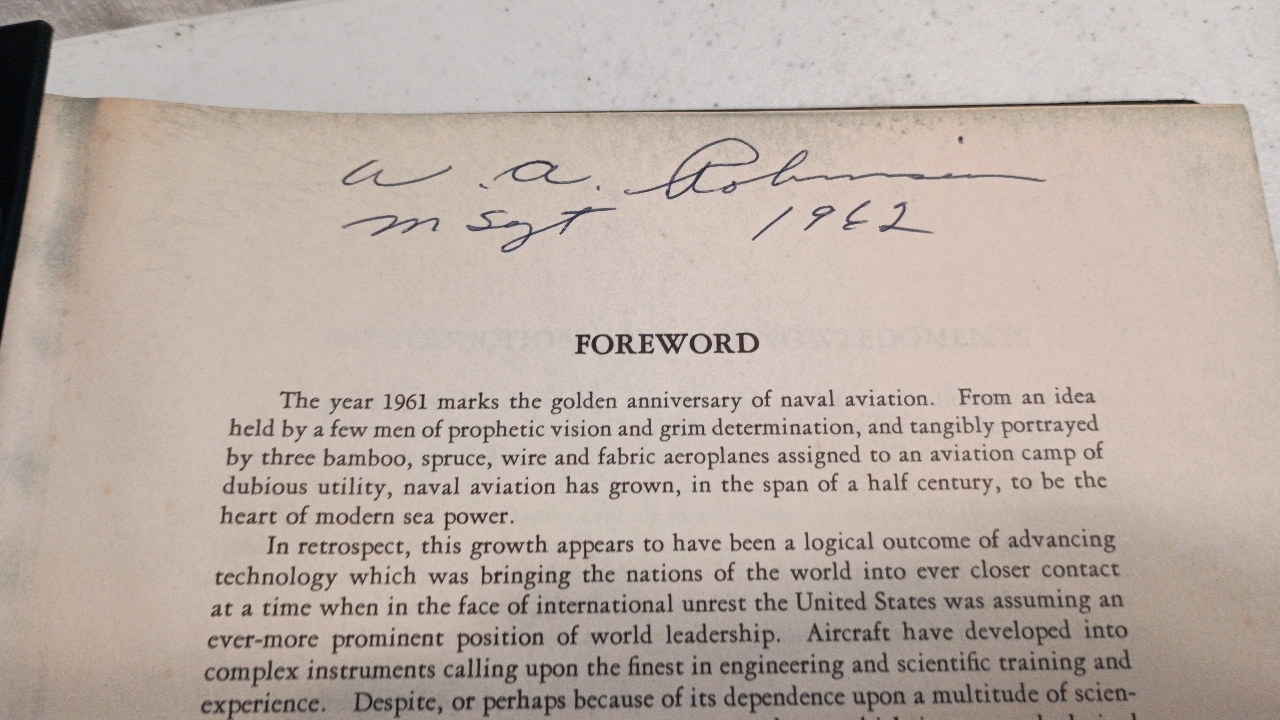 W. A. Robinson
M Sgt 1962
FOREWORD
The year 1961 marks the golden anniversary of naval aviation. From an idea
held by a few men of prophetic vision and grim determination, and tangibly portrayed
by three bamboo, spruce, wire and fabric aeroplanes assigned to an aviation camp of
dubious utility, naval aviation has grown, in the span of a half century, to be the
heart of modern sea power.
In retrospect, this growth appears to have been a logical outcome of advancing
technology which was bringing the nations of the world into ever closer contact
at a time when in the face of international unrest the United States was assuming an
ever-more prominent position of world leadership. Aircraft have developed into
complex instruments calling upon the finest in engineering and scientific training and
experience. Despite, or perhaps because of its dependence upon a multitude of scien-